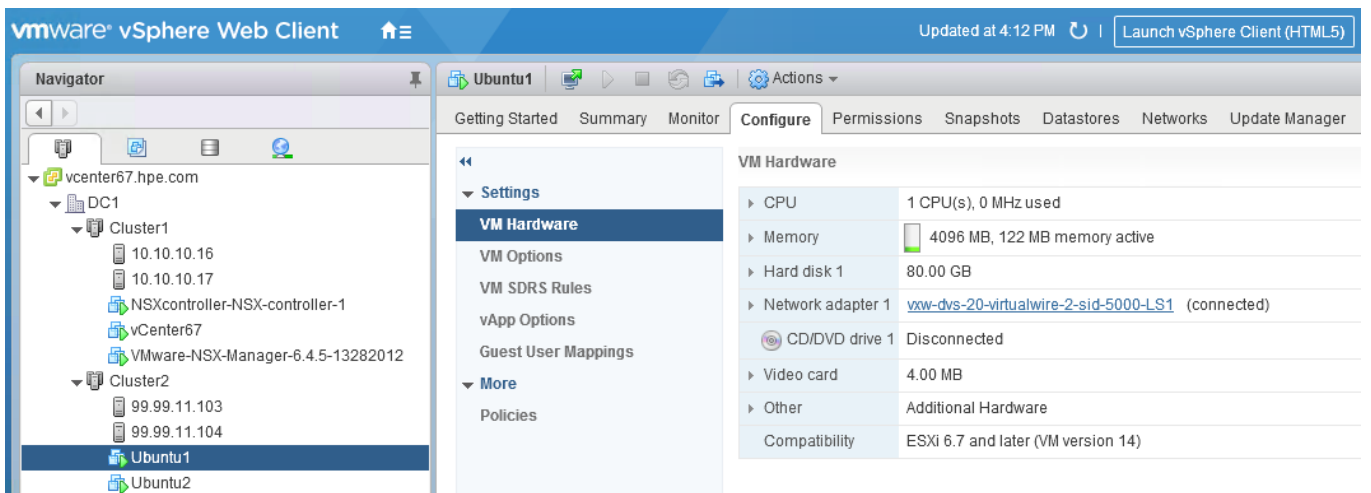 vmware® vSphere Web Client
Updated at 4:12 PM | Launch vSphere Client (HTML5)
Navigator
Ubuntu1 Actions
Getting Started Summary Monitor Configure Permissions Snapshots Datastores Networks Update Manager
vcenter67.hpe.com
DC1
Cluster1
10.10.10.16
10.10.10.17
NSXcontroller-NSX-controller-1
vCenter67
VMware-NSX-Manager-6.4.5-13282012
Cluster2
99.99.11.103
99.99.11.104
Ubuntu1
Ubuntu2
Settings
VM Hardware
VM Options
VM SDRS Rules
vApp Options
Guest User Mappings
More
Policies
VM Hardware
CPU 1 CPU(s), 0 MHz used
Memory 4096 MB, 122 MB memory active
Hard disk 1 80.00 GB
Network adapter 1 vxw-dvs-20-virtualwire-2-sid-5000-LS1 (connected)
CD/DVD drive 1 Disconnected
Video card 4.00 MB
Other Additional Hardware
Compatibility ESXi 6.7 and later (VM version 14)